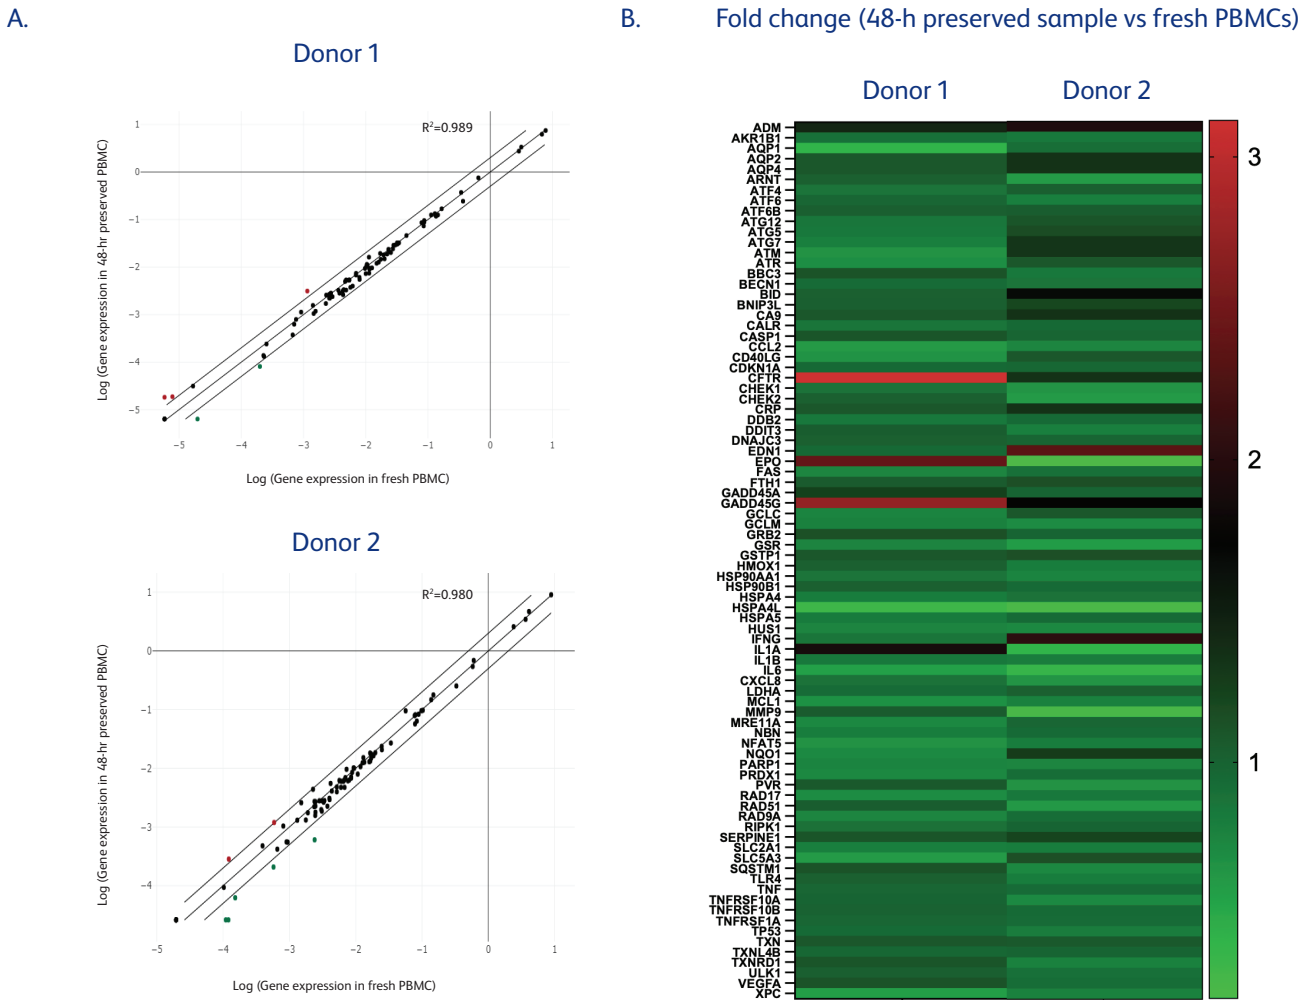 A.
Donor 1
R²=0.989
1
0
−1
−2
−3
−4
−5
−5
−4
−3
−2
−1
0
1
Log (Gene expression in 48-hr preserved PBMC)
Log (Gene expression in fresh PBMC)
Donor 2
R²=0.980
1
0
−1
−2
−3
−4
−5
−4
−3
−2
−1
0
1
Log (Gene expression in 48-hr preserved PBMC)
Log (Gene expression in fresh PBMC)
B.
Fold change (48-h preserved sample vs fresh PBMCs)
Donor 1
Donor 2
ADM
AKR1B1
AQP1
AQP2
AQP4
ARNT
ATF4
ATF6
ATF6B
ATG12
ATG5
ATG7
ATM
ATR
BBC3
BECN1
BID
BNIP3L
CA9
CALR
CASP1
CCL2
CD40LG
CDKN1A
CFTR
CHEK1
CHEK2
CRP
DDB2
DDIT3
DNAJC3
EDN1
EPO
FAS
FTH1
GADD45A
GADD45G
GCLC
GCLM
GRB2
GSR
GSTP1
HMOX1
HSP90AA1
HSP90B1
HSPA4
HSPA4L
HSPA5
HUS1
IFNG
IL1A
IL1B
IL6
CXCL8
LDHA
MCL1
MMP9
MRE11A
NBN
NFAT5
NQO1
PARP1
PRDX1
PVR
RAD17
RAD51
RAD9A
RIPK1
SERPINE1
SLC2A1
SLC5A3
SQSTM1
TLR4
TNF
TNFRSF10A
TNFRSF10B
TNFRSF1A
TP53
TXN
TXNL4B
TXNRD1
ULK1
VEGFA
XPC
3
2
1